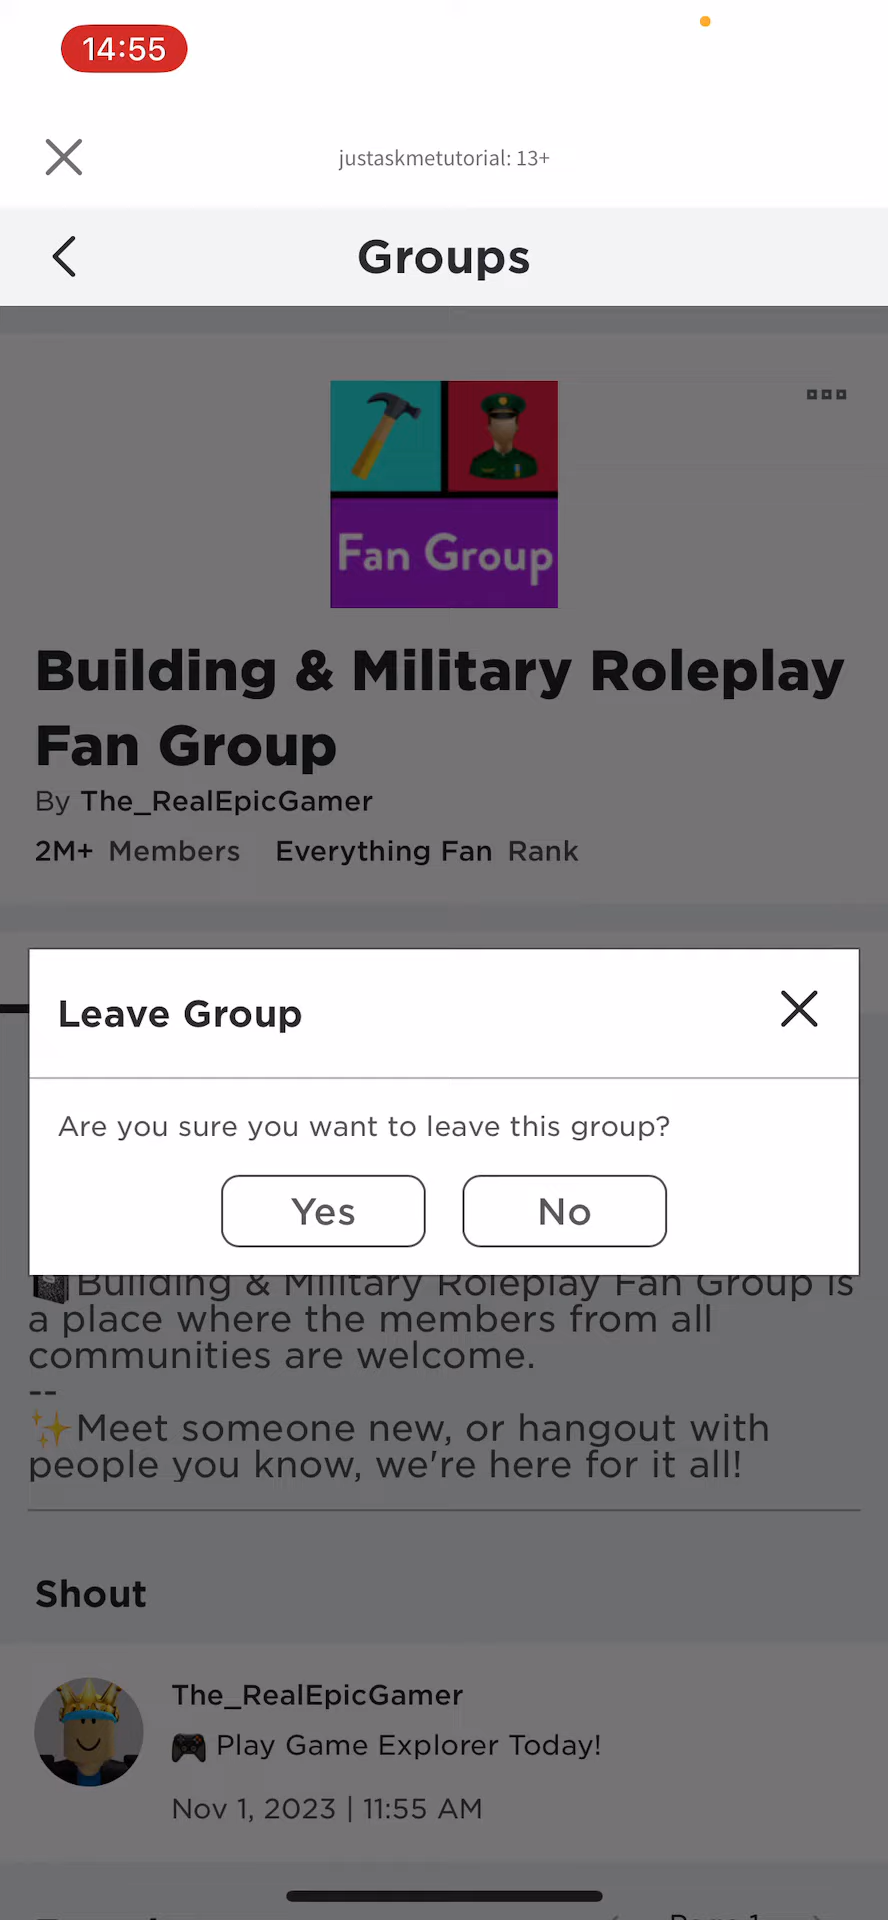 14:55
justaskmetutorial: 13+
Groups
Fan Group
Building & Military Roleplay
Fan Group
By The_RealEpicGamer
2M+ Members Everything Fan Rank
Leave Group
Are you sure you want to leave this group?
Yes No
Building & Military Roleplay Fan Group is
a place where the members from all
communities are welcome.
--
✨Meet someone new, or hangout with
people you know, we're here for it all!
Shout
The_RealEpicGamer
🎮 Play Game Explorer Today!
Nov 1, 2023 | 11:55 AM
Page 1